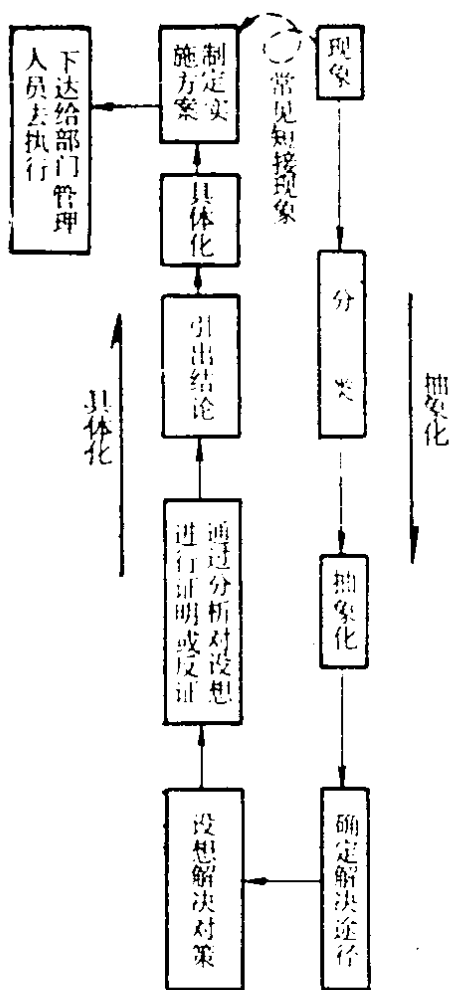 现象
分类
抽象化
确定解决途径
抽象化
常见短接现象
设想解决对策
通过分析对设想
进行证明或反证
引出结论
具体化
制定实
施方案
具体化
下达给部门管理
人员去执行